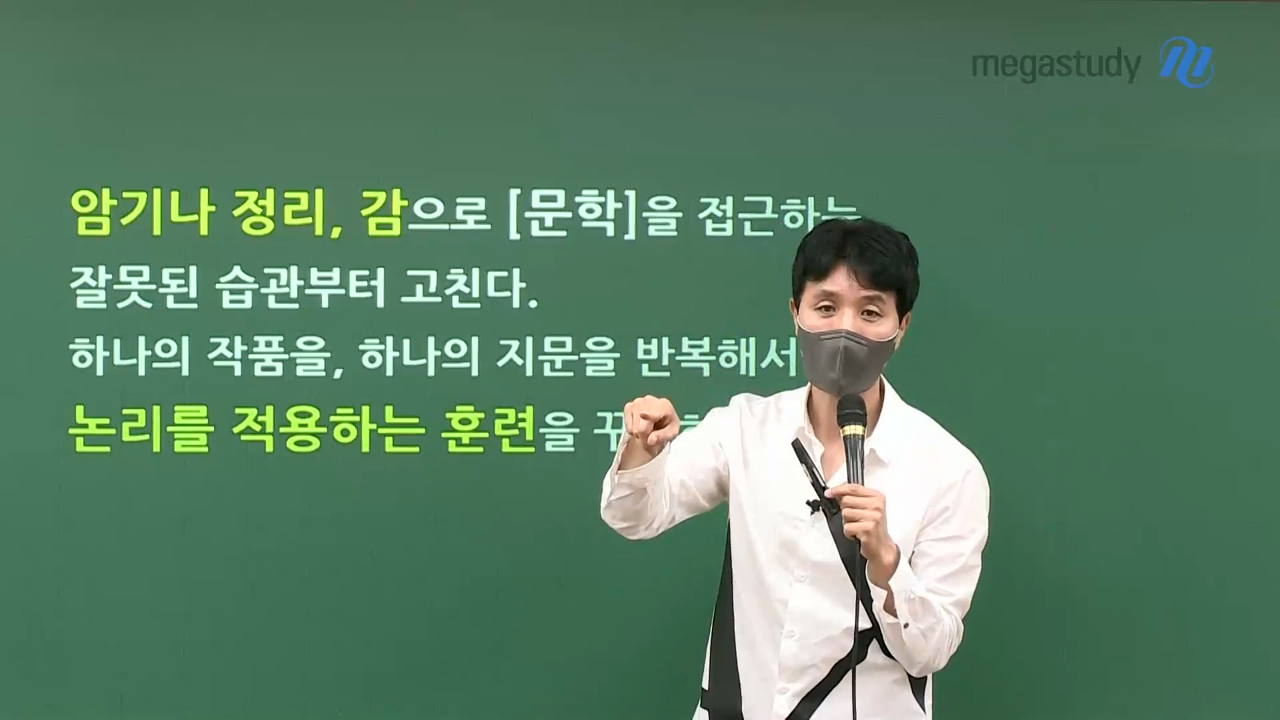 megastudy
암기나 정리, 감으로 [문학]을 접근하는
잘못된 습관부터 고친다.
하나의 작품을, 하나의 지문을 반복해서
논리를 적용하는 훈련을